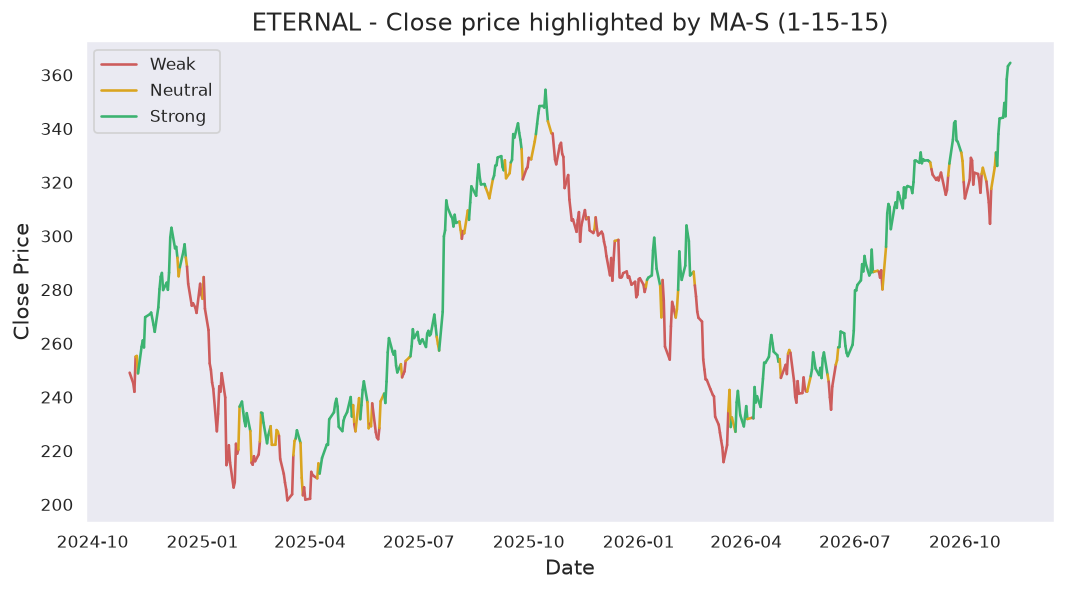 ETERNAL - Close price highlighted by MA-S (1-15-15)
Weak
Neutral
Strong
Close Price
360
340
320
300
280
260
240
220
200
2024-10 2025-01 2025-04 2025-07 2025-10 2026-01 2026-04 2026-07 2026-10
Date